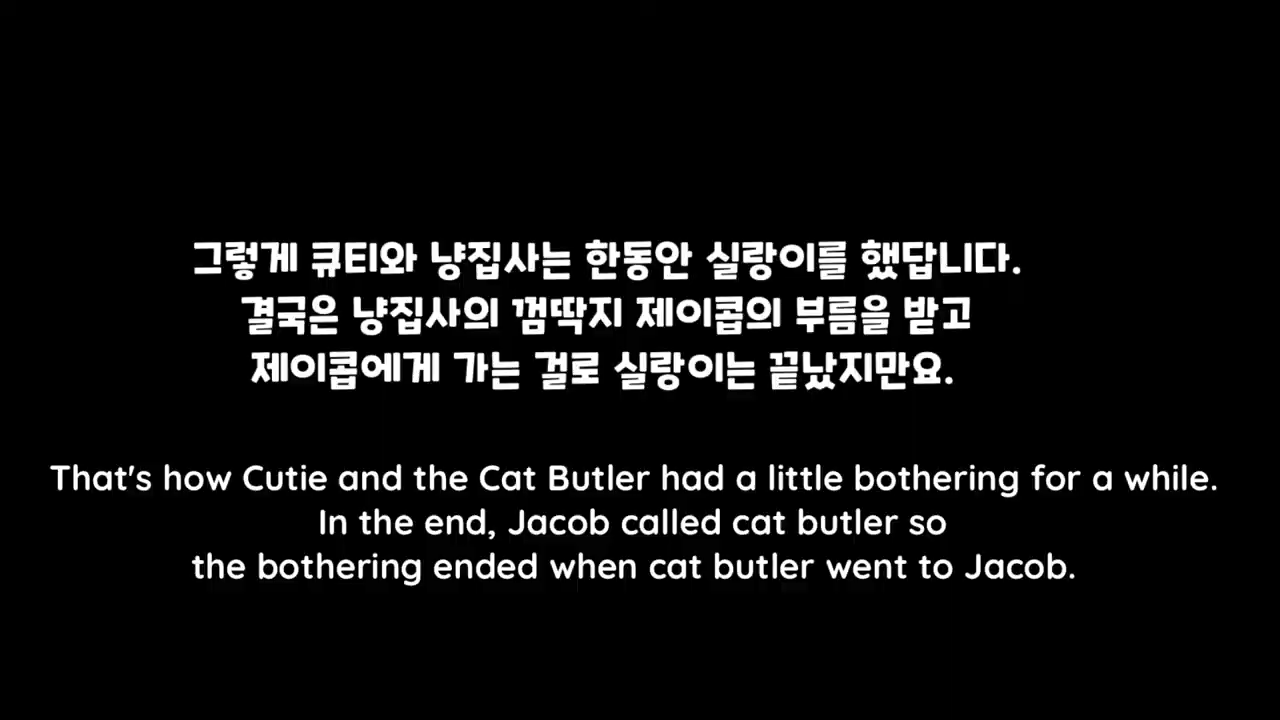 그렇게 큐티와 냥집사는 한동안 실랑이를 했답니다.
결국은 냥집사의 껌딱지 제이콥의 부름을 받고
제이콥에게 가는 걸로 실랑이는 끝났지만요.
That's how Cutie and the Cat Butler had a little bothering for a while.
In the end, Jacob called cat butler so
the bothering ended when cat butler went to Jacob.